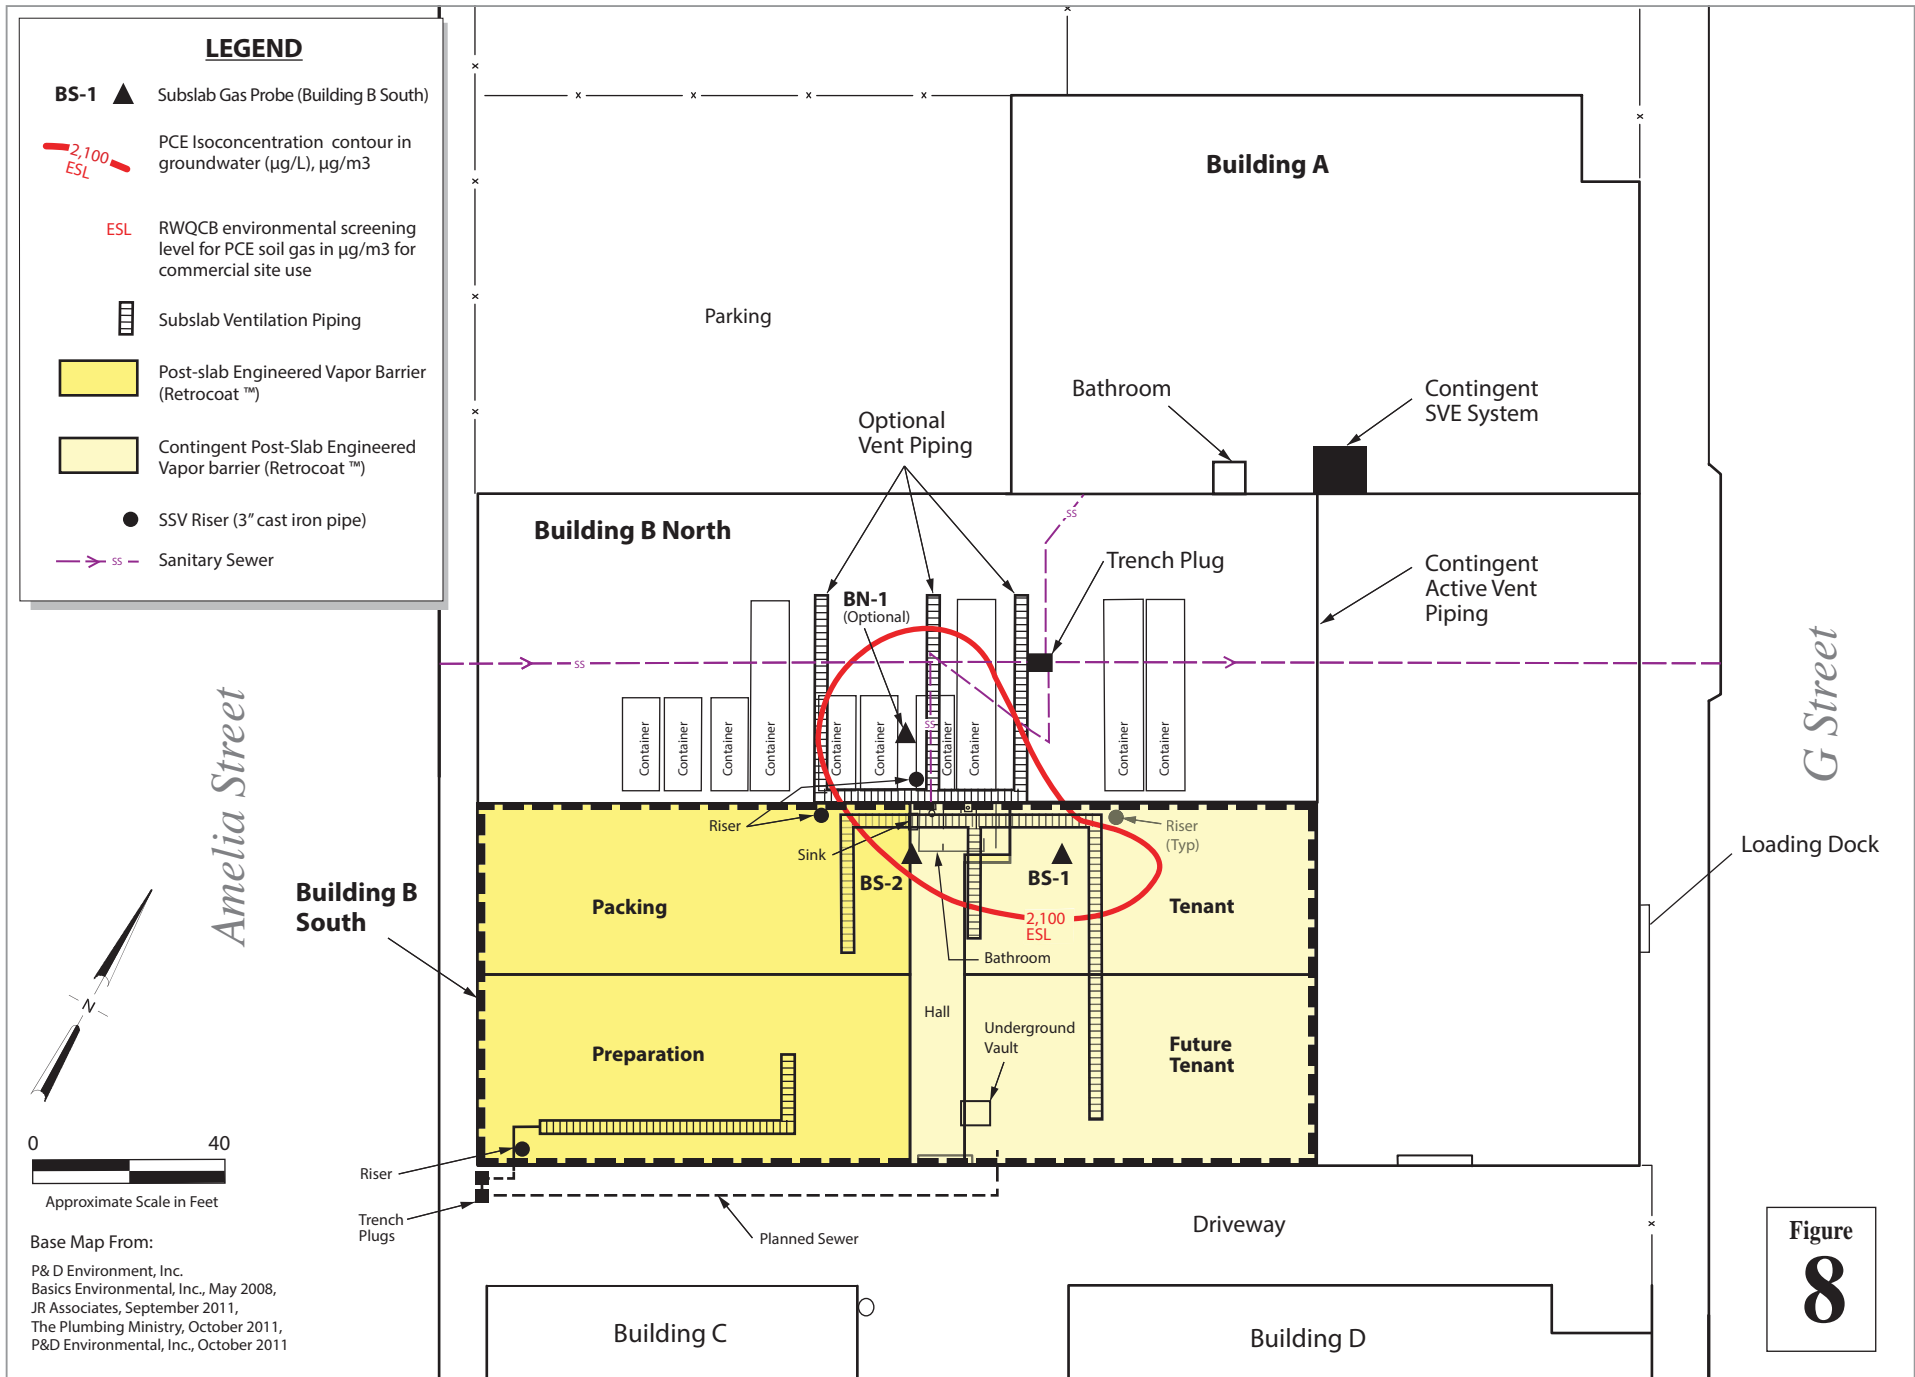 LEGEND
BS-1
Subslab Gas Probe (Building B South)
2,100
ESL
PCE Isoconcentration contour in
groundwater (µg/L), µg/m3
ESL
RWQCB environmental screening
level for PCE soil gas in µg/m3 for
commercial site use
Subslab Ventilation Piping
Post-slab Engineered Vapor Barrier
(Retrocoat ™)
Contingent Post-Slab Engineered
Vapor barrier (Retrocoat ™)
SSV Riser (3” cast iron pipe)
SS
Sanitary Sewer
Building A
Parking
Bathroom
Contingent
SVE System
Optional
Vent Piping
Building B North
SS
Trench Plug
Contingent
Active Vent
Piping
BN-1
(Optional)
SS
SS
Container
Container
Container
Container
Container
Container
Container
Container
Container
Container
Amelia Street
G Street
Riser
Sink
Riser
(Typ)
Loading Dock
BS-2
BS-1
Building B
South
Packing
Tenant
2,100
ESL
Bathroom
Hall
Underground
Vault
Preparation
Future
Tenant
N
0 40
Approximate Scale in Feet
Riser
Trench
Plugs
Planned Sewer
Driveway
Base Map From:
P& D Environment, Inc.
Basics Environmental, Inc., May 2008,
JR Associates, September 2011,
The Plumbing Ministry, October 2011,
P&D Environmental, Inc., October 2011
Building C
Building D
Figure
8